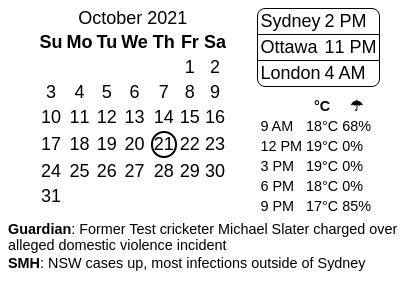 October 2021
Su Mo Tu We Th Fr Sa
1 2
3 4 5 6 7 8 9
10 11 12 13 14 15 16
17 18 19 20 21 22 23
24 25 26 27 28 29 30
31
Sydney 2 PM
Ottawa 11 PM
London 4 AM
°C ☂
9 AM 18°C 68%
12 PM 19°C 0%
3 PM 19°C 0%
6 PM 18°C 0%
9 PM 17°C 85%
Guardian: Former Test cricketer Michael Slater charged over
alleged domestic violence incident
SMH: NSW cases up, most infections outside of Sydney